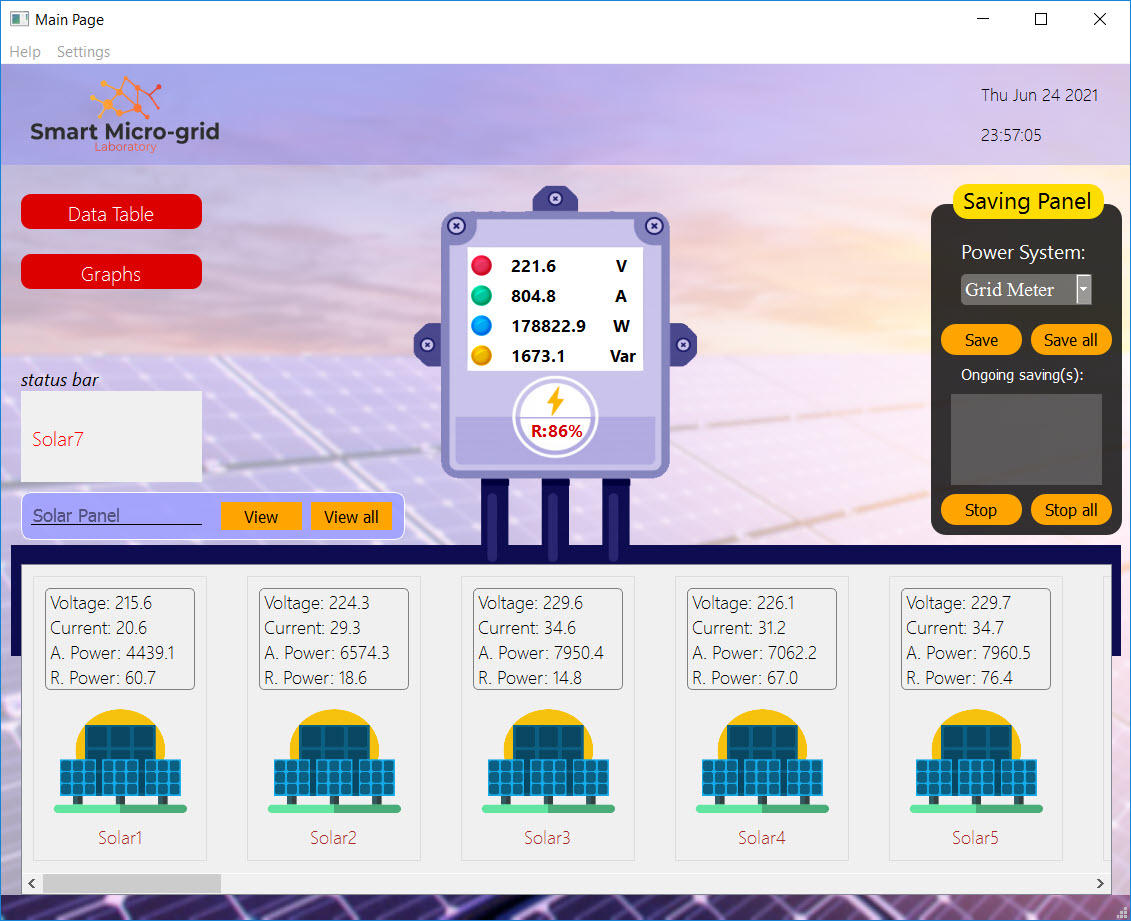 Main Page
Help Settings
Smart Micro-grid
Laboratory
Thu Jun 24 2021
23:57:05
Data Table
Graphs
221.6 V
804.8 A
178822.9 W
1673.1 Var
R:86%
Saving Panel
Power System:
Grid Meter
Save Save all
Ongoing saving(s):
Stop Stop all
status bar
Solar7
Solar Panel View View all
Voltage: 215.6
Current: 20.6
A. Power: 4439.1
R. Power: 60.7
Solar1
Voltage: 224.3
Current: 29.3
A. Power: 6574.3
R. Power: 18.6
Solar2
Voltage: 229.6
Current: 34.6
A. Power: 7950.4
R. Power: 14.8
Solar3
Voltage: 226.1
Current: 31.2
A. Power: 7062.2
R. Power: 67.0
Solar4
Voltage: 229.7
Current: 34.7
A. Power: 7960.5
R. Power: 76.4
Solar5